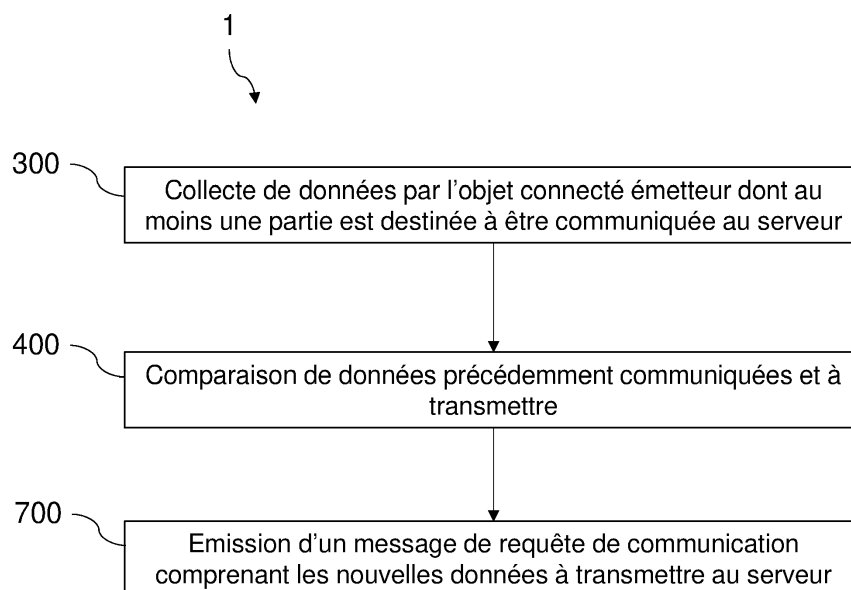 1
300
Collecte de données par l'objet connecté émetteur dont au
moins une partie est destinée à être communiquée au serveur
400
Comparaison de données précédemment communiquées et à
transmettre
700
Emission d'un message de requête de communication
comprenant les nouvelles données à transmettre au serveur